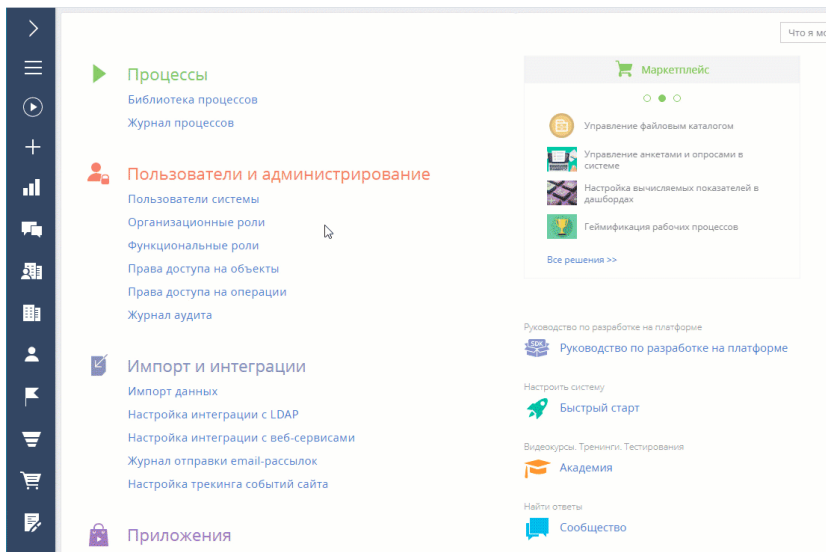 Что я мо
Процессы
Библиотека процессов
Журнал процессов
Пользователи и администрирование
Пользователи системы
Организационные роли
Функциональные роли
Права доступа на объекты
Права доступа на операции
Журнал аудита
Импорт и интеграции
Импорт данных
Настройка интеграции с LDAP
Настройка интеграции с веб-сервисами
Журнал отправки email-рассылок
Настройка трекинга событий сайта
Приложения
Маркетплейс
Управление файловым каталогом
Управление анкетами и опросами в
системе
Настройка вычисляемых показателей в
дашбордах
Геймификация рабочих процессов
Все решения >>
Руководство по разработке на платформе
SDK
Руководство по разработке на платформе
Настроить систему
Быстрый старт
Видеокурсы. Тренинги. Тестирования
Академия
Найти ответы
Сообщество